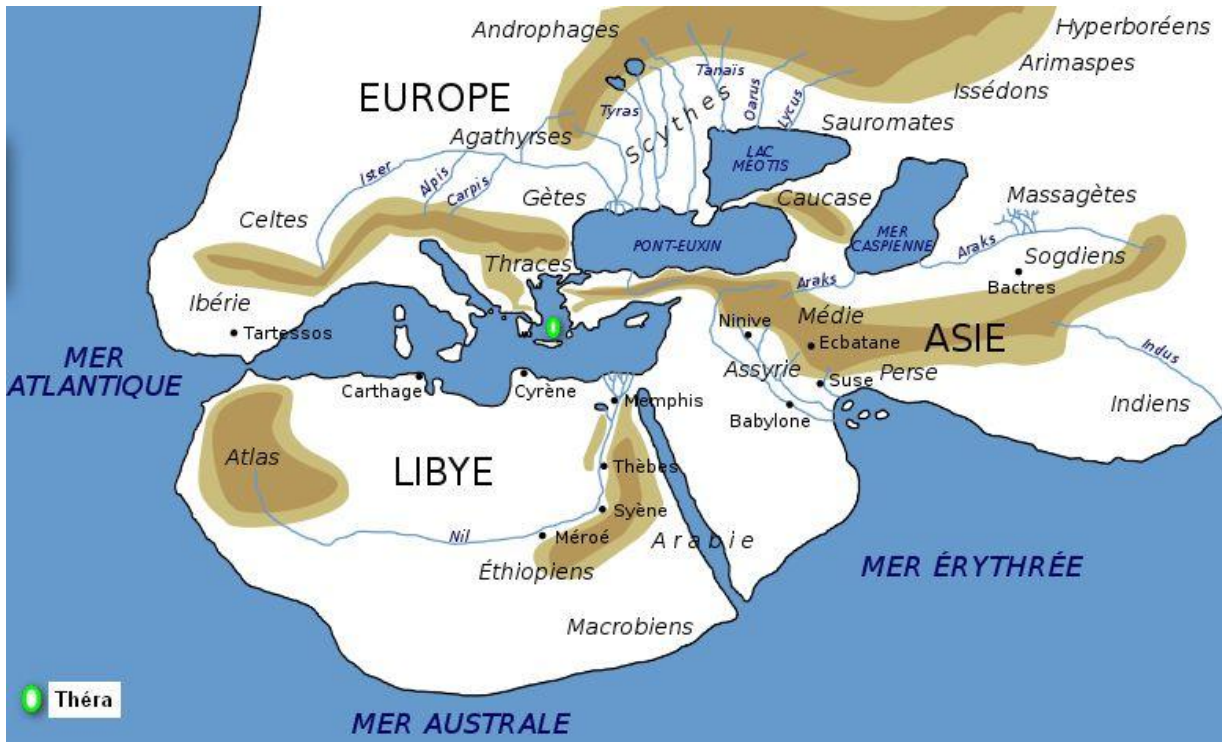 Androphages
Hyperboréens
Arimaspes
Issédons
Tanaïs
Oarus
Lycus
EUROPE
Tyras
Scythes
Sauromates
Agathyrses
LAC
MÉOTIS
Ister
Alpis
Carpis
Gètes
Caucase
Massagètes
Celtes
PONT-EUXIN
MER
CASPIENNE
Araks
Sogdiens
Thraces
Araks
Bactres
Ibérie
Tartessos
Ninive
Médie
Ecbatane
ASIE
Indus
MER
ATLANTIQUE
Carthage
Cyrène
Assyrie
Suse
Perse
Memphis
Babylone
Indiens
Atlas
LIBYE
Thèbes
Syène
Nil
Méroé
Arabie
Éthiopiens
MER ÉRYTHRÉE
Macrobiens
Théra
MER AUSTRALE